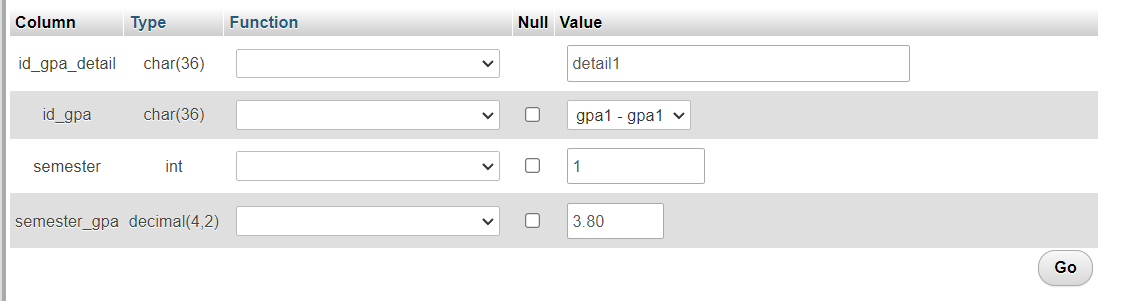 Column Type Function Null Value
id_gpa_detail char(36) detail1
id_gpa char(36) gpa1 - gpa1
semester int 1
semester_gpa decimal(4,2) 3.80
Go